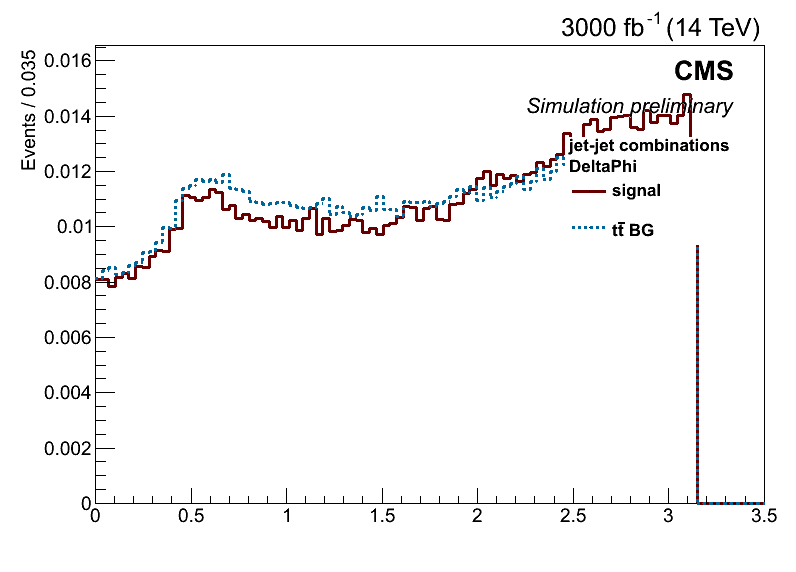 3000 fb-1 (14 TeV)
CMS
Simulation preliminary
jet-jet combinations
DeltaPhi
signal
tt̅ BG
Events / 0.035
0.016
0.014
0.012
0.01
0.008
0.006
0.004
0.002
0
0 0.5 1 1.5 2 2.5 3 3.5